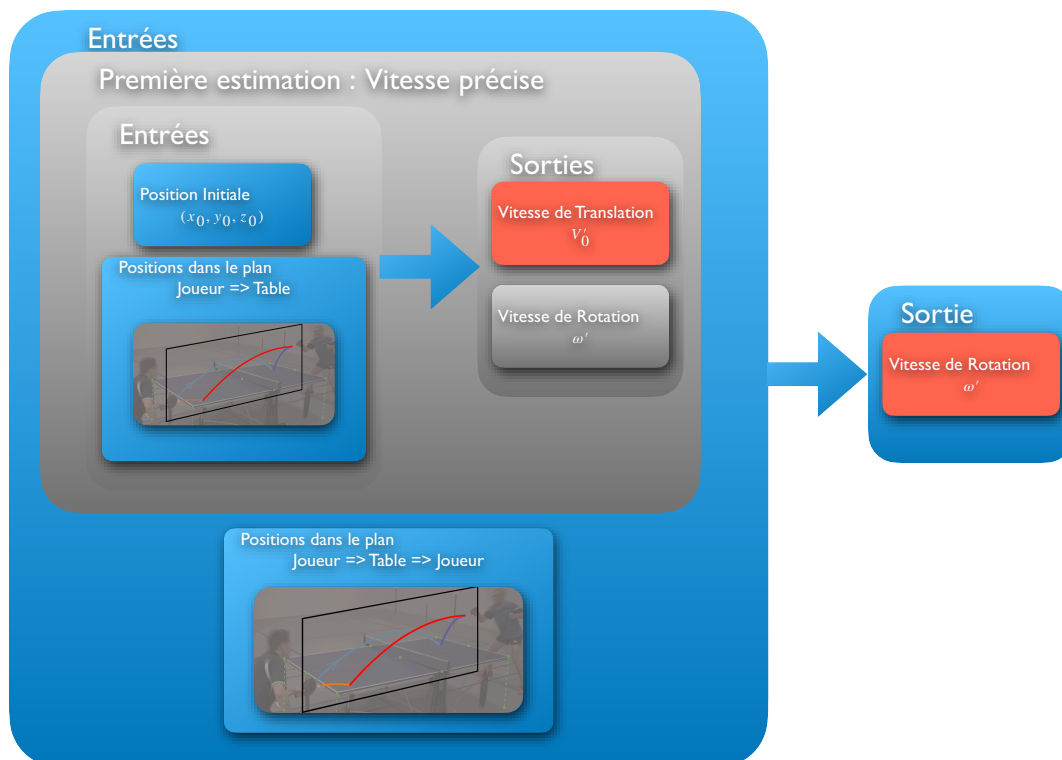 Entrées
Première estimation : Vitesse précise
Entrées
Position Initiale
(x₀, y₀, z₀)
Positions dans le plan
Joueur => Table
Sorties
Vitesse de Translation
V′₀
Vitesse de Rotation
ω′
Positions dans le plan
Joueur => Table => Joueur
Sortie
Vitesse de Rotation
ω′